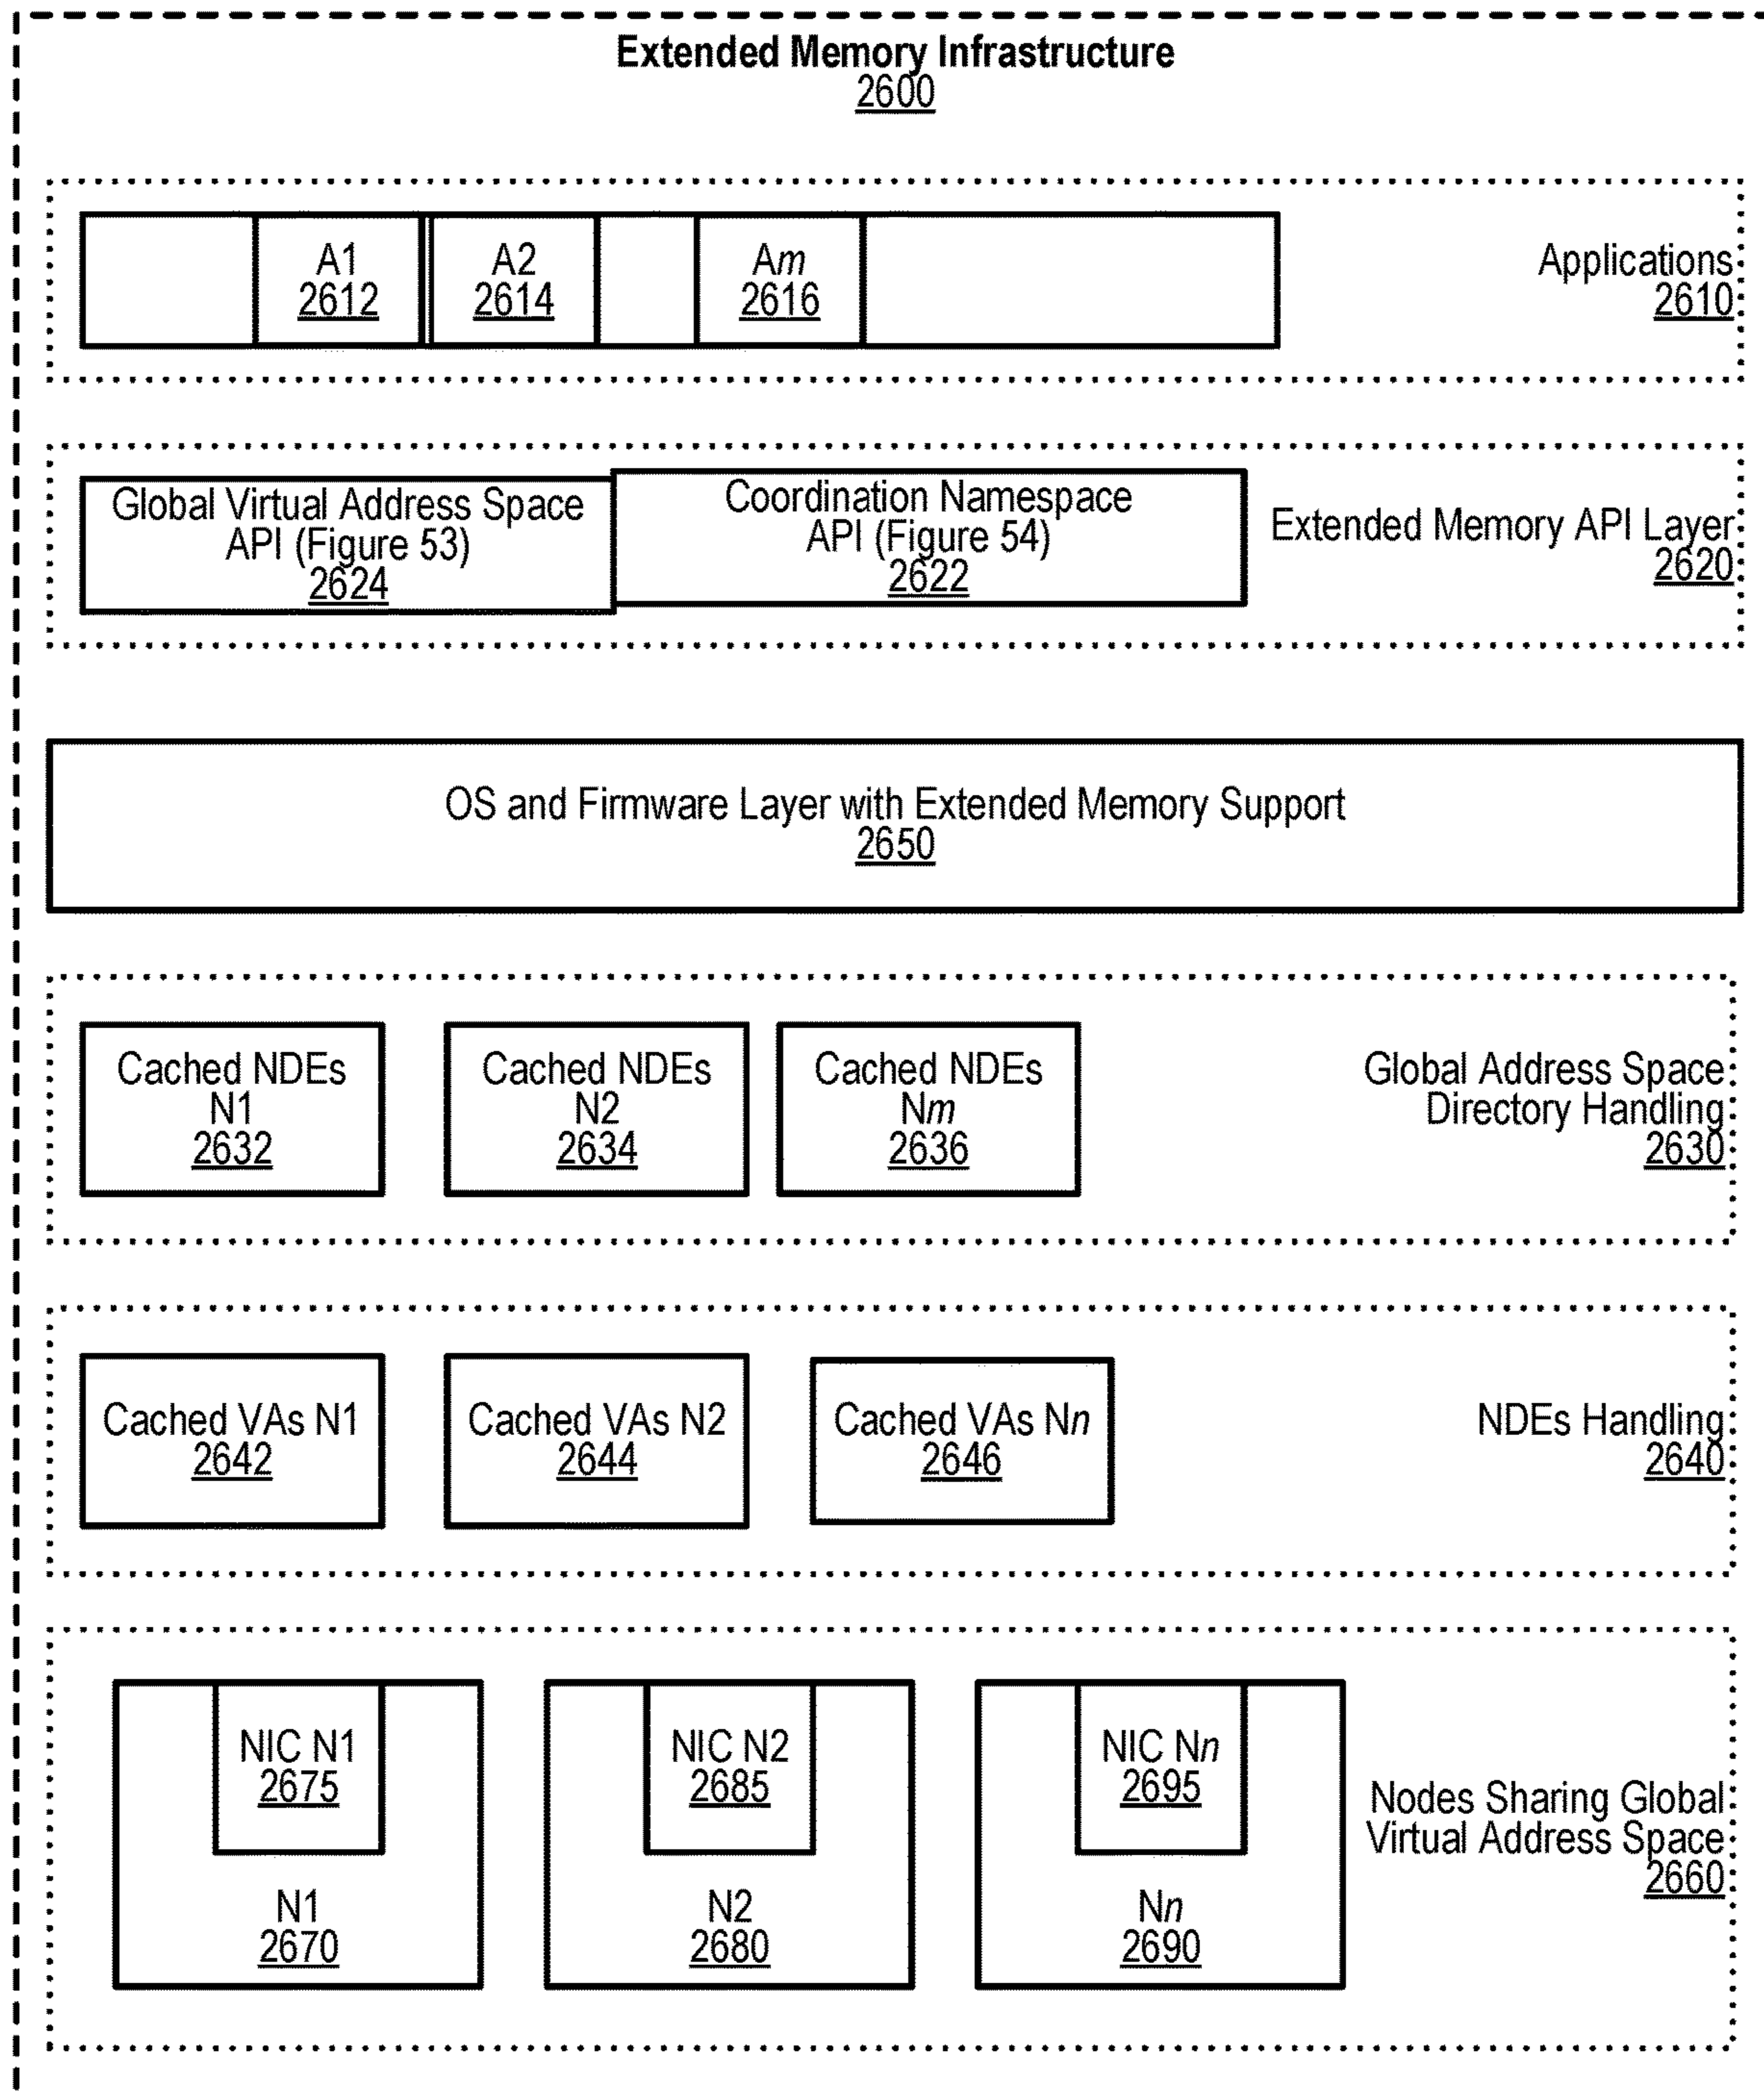 Extended Memory Infrastructure
2600
A1
2612
A2
2614
Am
2616
Applications
2610
Global Virtual Address Space
API (Figure 53)
2624
Coordination Namespace
API (Figure 54)
2622
Extended Memory API Layer
2620
OS and Firmware Layer with Extended Memory Support
2650
Cached NDEs
N1
2632
Cached NDEs
N2
2634
Cached NDEs
Nm
2636
Global Address Space
Directory Handling
2630
Cached VAs N1
2642
Cached VAs N2
2644
Cached VAs Nn
2646
NDEs Handling
2640
NIC N1
2675
N1
2670
NIC N2
2685
N2
2680
NIC Nn
2695
Nn
2690
Nodes Sharing Global
Virtual Address Space
2660